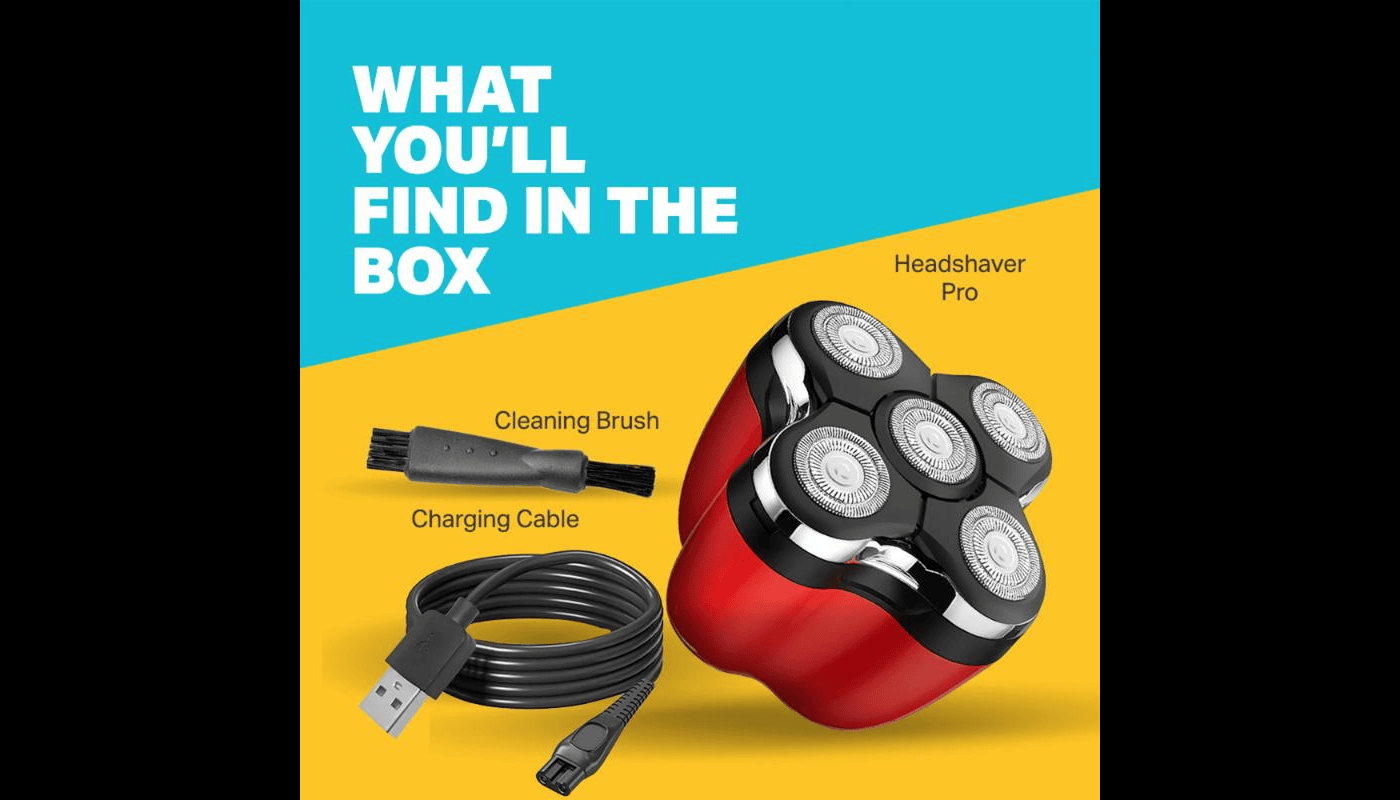 WHAT
YOU’LL
FIND IN THE
BOX
Headshaver
Pro
Cleaning Brush
Charging Cable